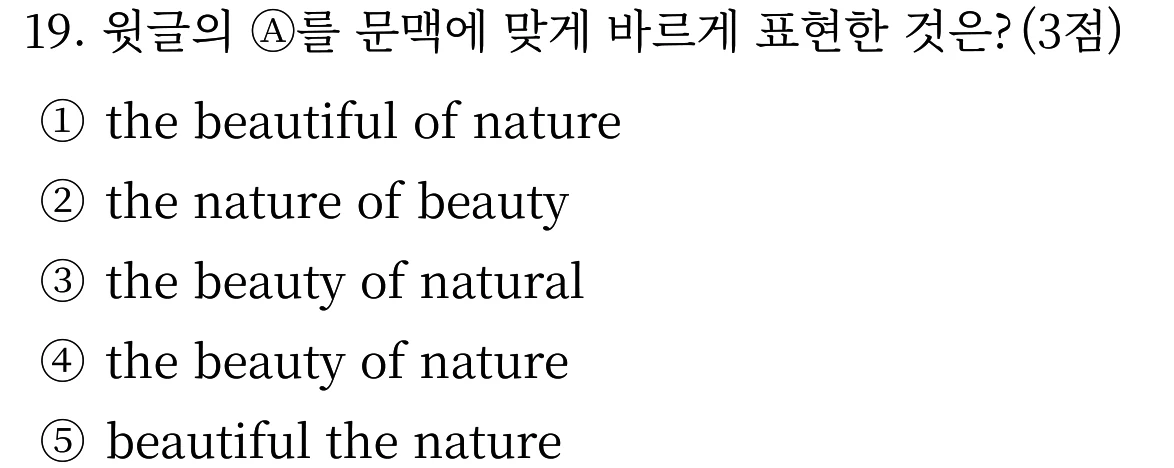 19. 윗글의 Ⓐ를 문맥에 맞게 바르게 표현한 것은? (3점)
① the beautiful of nature
② the nature of beauty
③ the beauty of natural
④ the beauty of nature
⑤ beautiful the nature